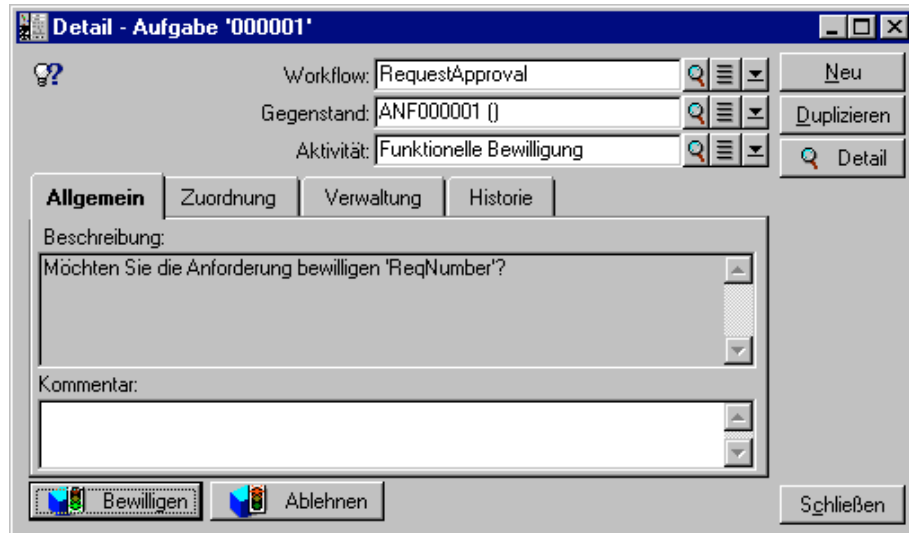 Detail - Aufgabe '000001'
Workflow: RequestApproval
Neu
Gegenstand: ANF000001 ()
Duplizieren
Aktivität: Funktionelle Bewilligung
Detail
Allgemein Zuordnung Verwaltung Historie
Beschreibung:
Möchten Sie die Anforderung bewilligen 'ReqNumber'?
Kommentar:
Bewilligen Ablehnen
Schließen